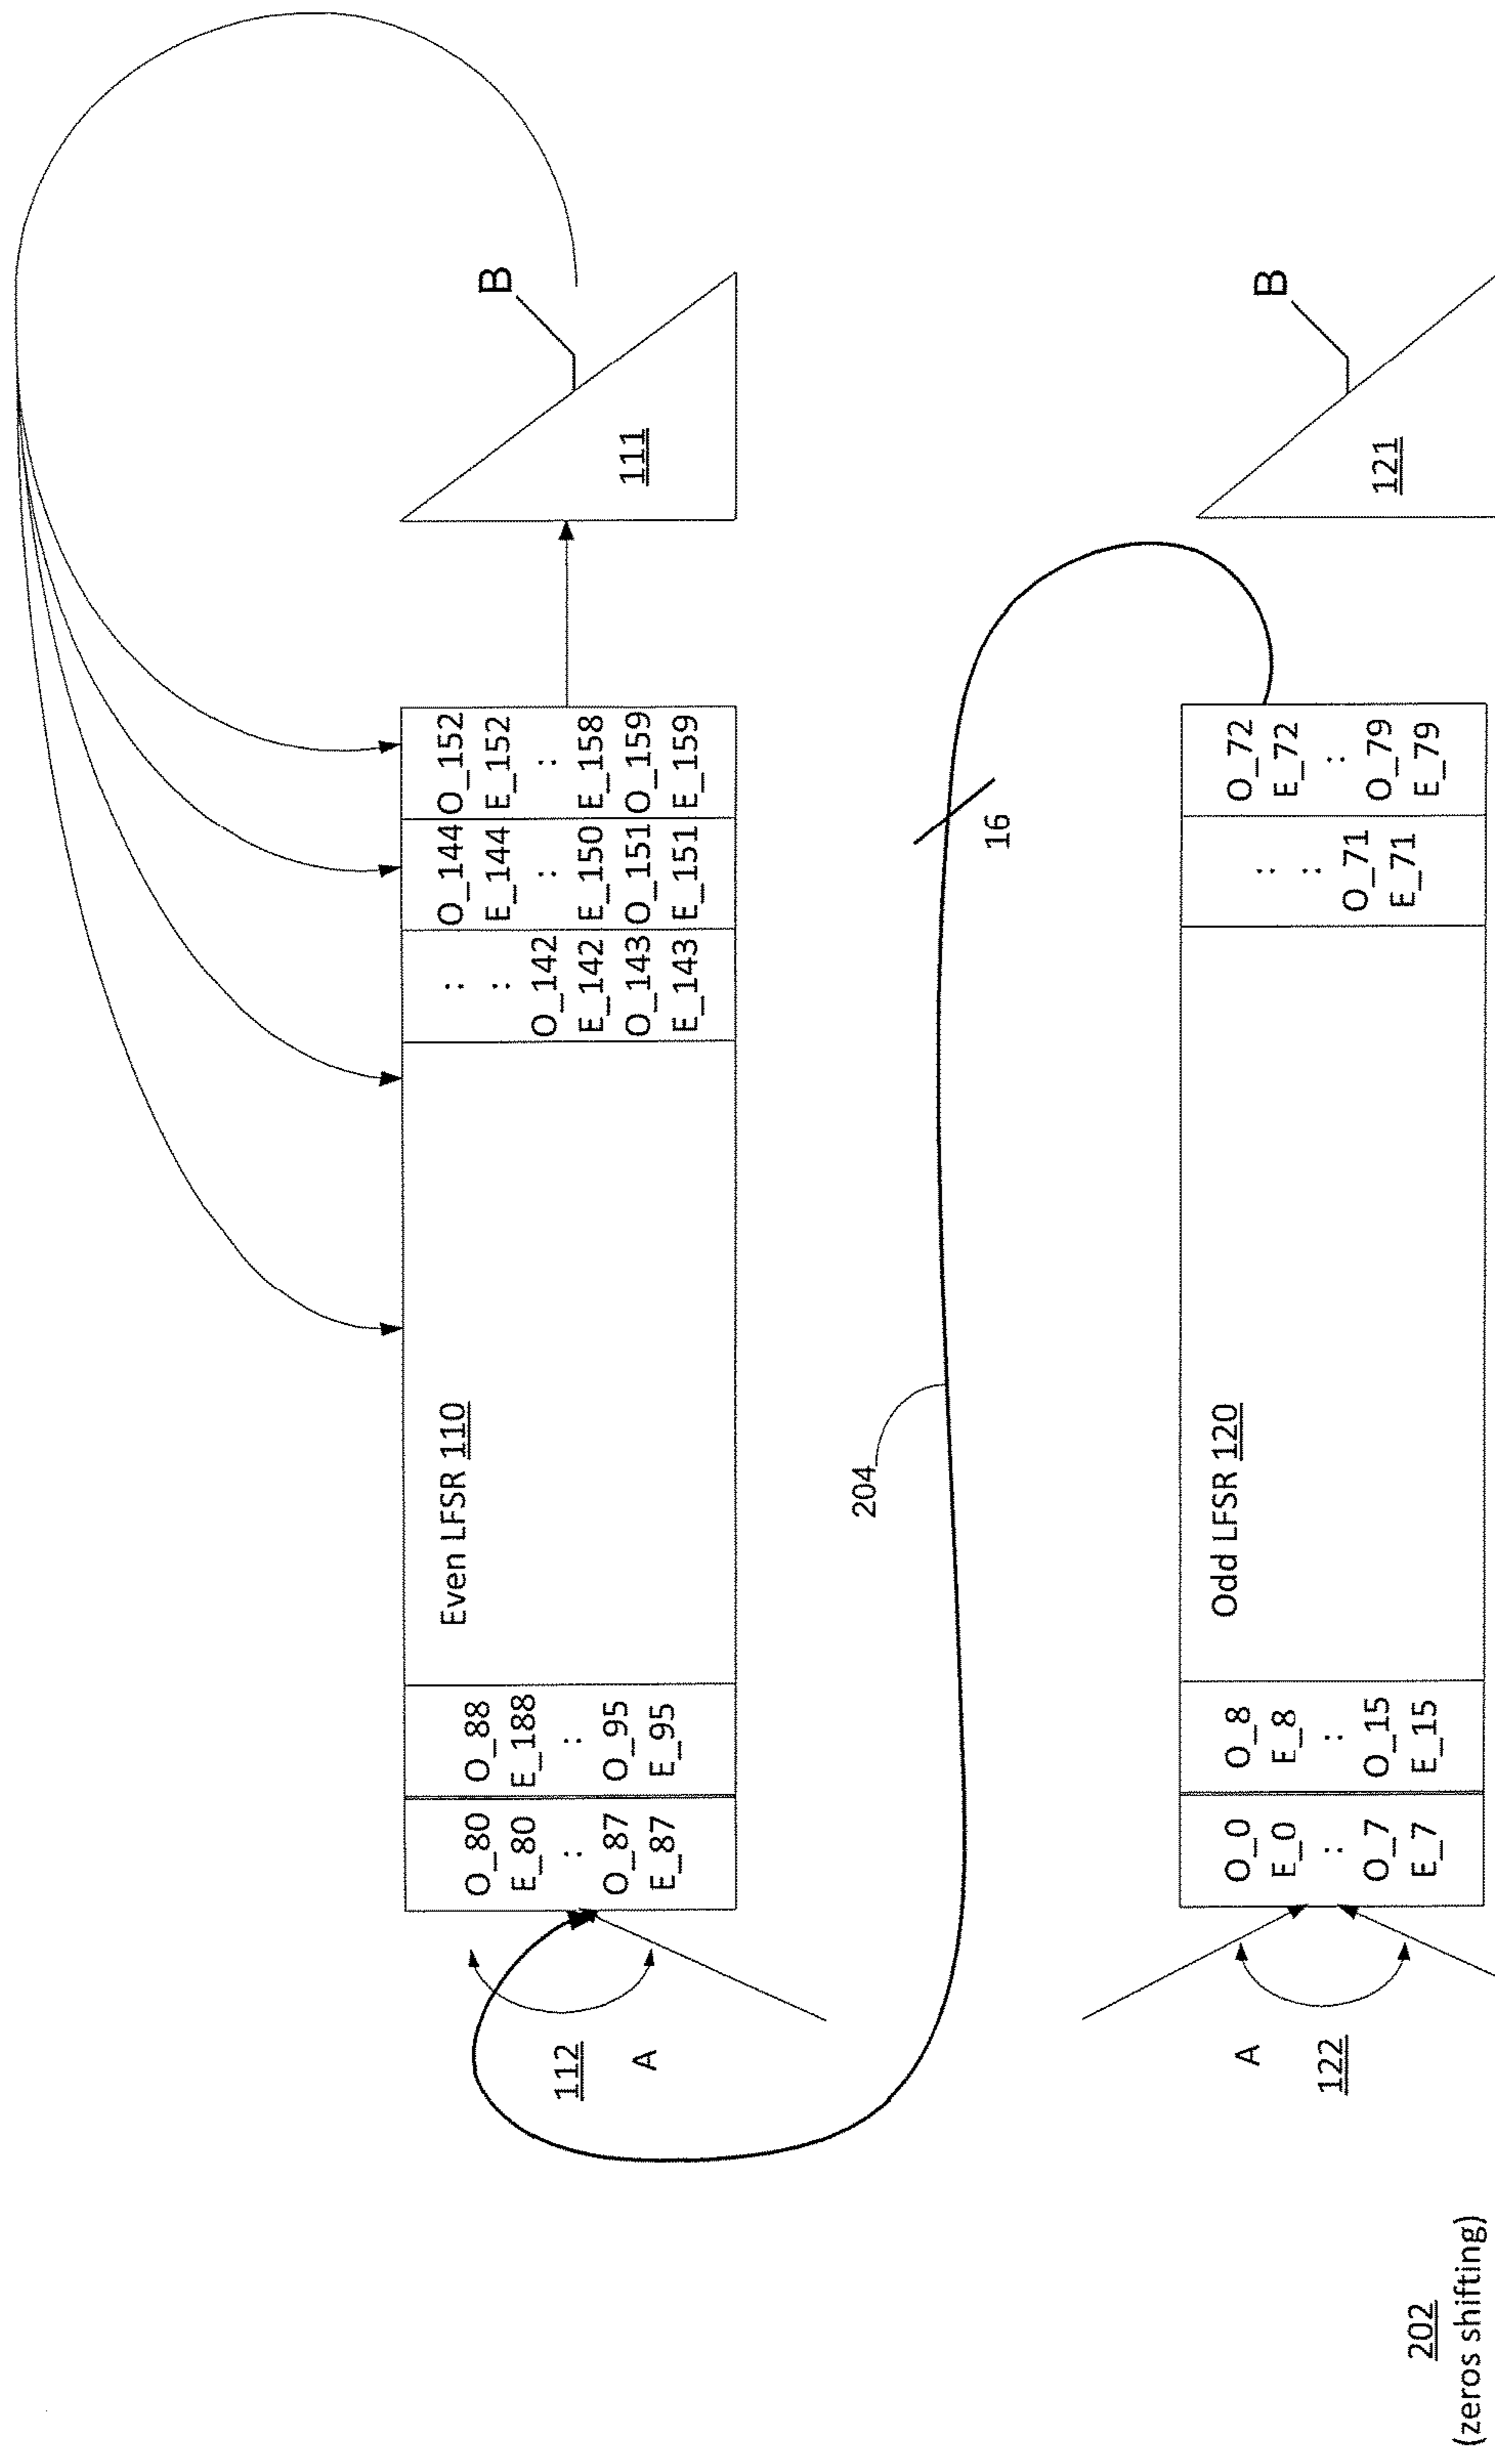 O_80
E_80
:
O_87
E_87
O_88
E_188
:
O_95
E_95
Even LFSR 110
:
:
O_142
E_142
O_143
E_143
O_144
E_144
:
E_150
O_151
E_151
O_152
E_152
:
E_158
O_159
E_159
B
111
112
A
204
16
O_0
E_0
:
O_7
E_7
O_8
E_8
:
O_15
E_15
Odd LFSR 120
:
:
O_71
E_71
O_72
E_72
:
O_79
E_79
B
121
A
122
202
(zeros shifting)